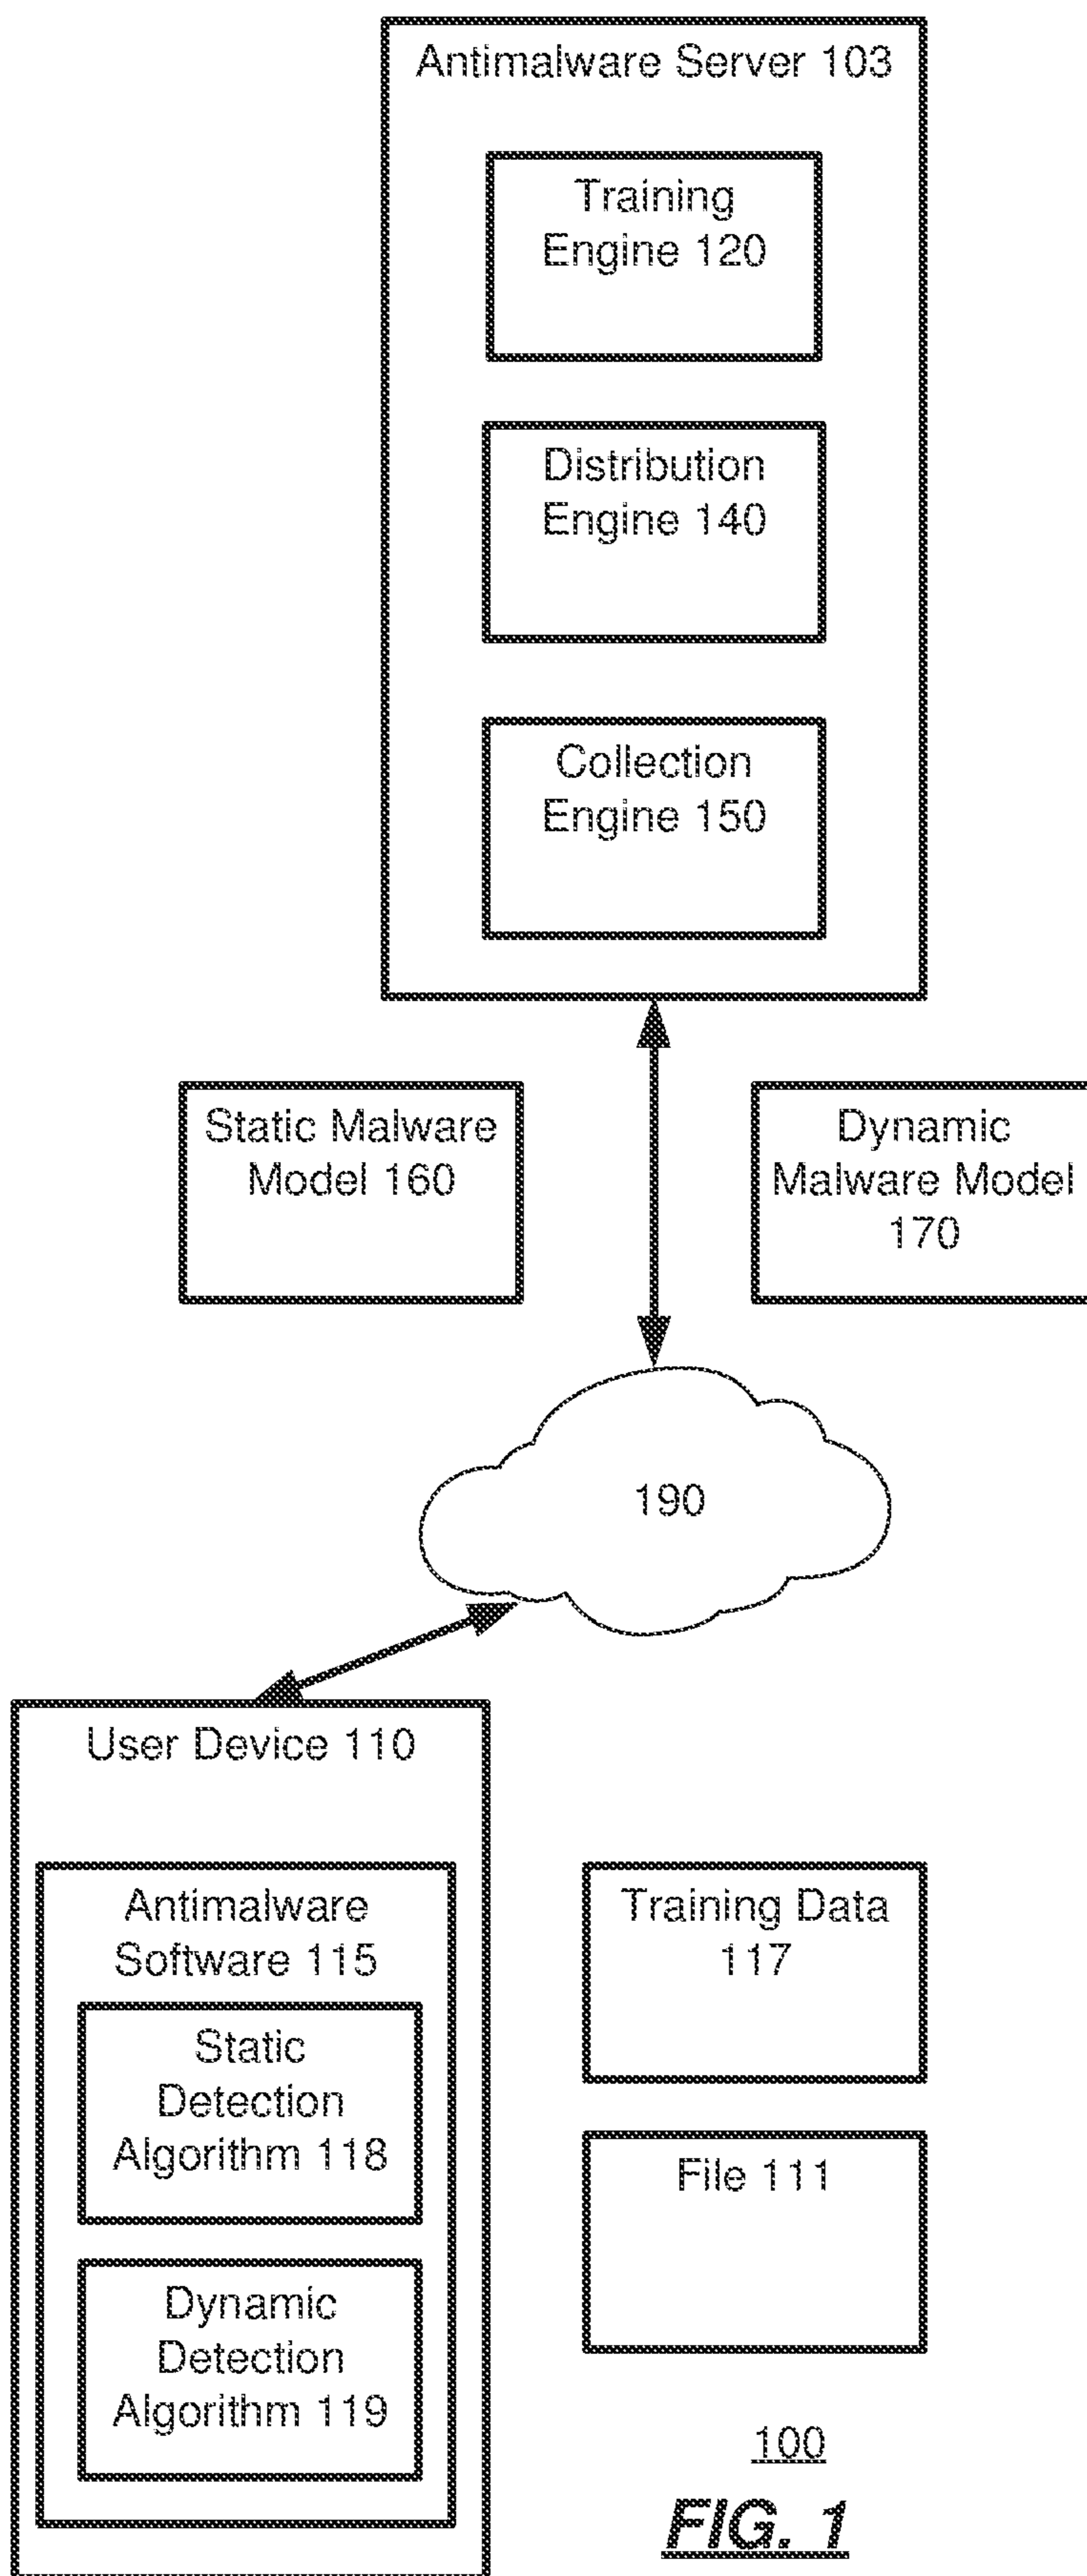 Antimalware Server 103
Training
Engine 120
Distribution
Engine 140
Collection
Engine 150
Static Malware
Model 160
Dynamic
Malware Model
170
190
User Device 110
Antimalware
Software 115
Static
Detection
Algorithm 118
Dynamic
Detection
Algorithm 119
Training Data
117
File 111
100
FIG. 1